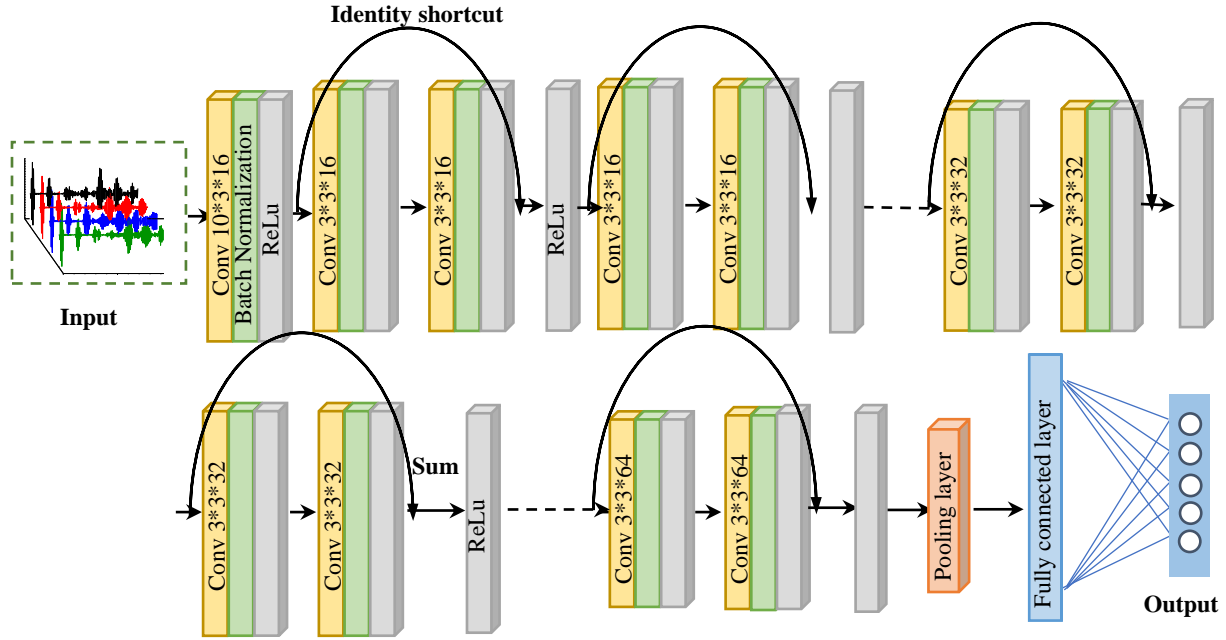 Identity shortcut
Input
Conv 10*3*16
Batch Normalization
ReLu
Conv 3*3*16
Conv 3*3*16
ReLu
Conv 3*3*16
Conv 3*3*16
Conv 3*3*32
Conv 3*3*32
Conv 3*3*32
Conv 3*3*32
Sum
ReLu
Conv 3*3*64
Conv 3*3*64
Pooling layer
Fully connected layer
Output